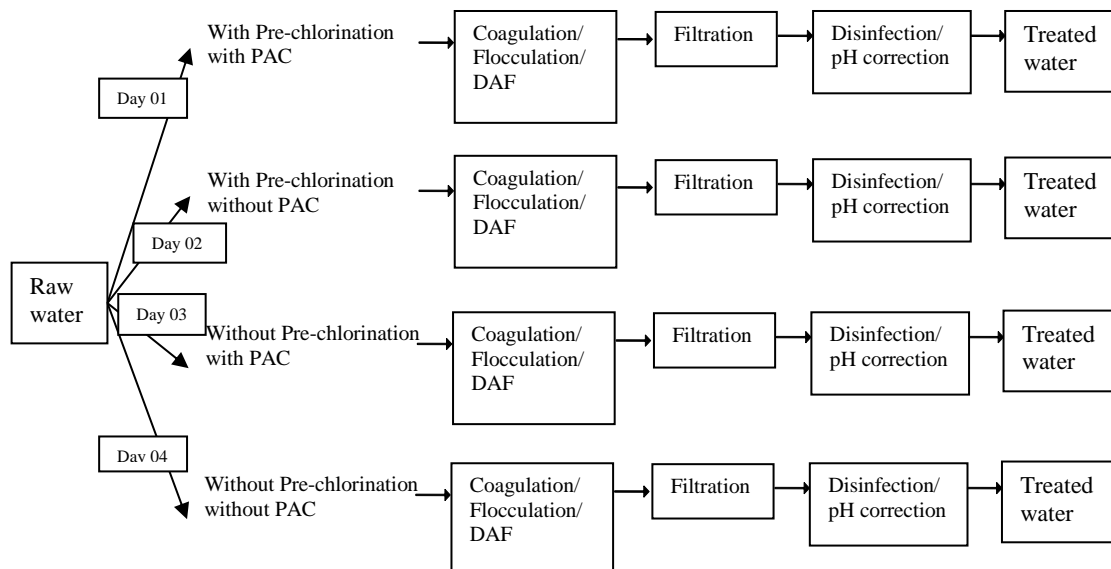 Raw
water
Day 01
With Pre-chlorination
with PAC
Coagulation/
Flocculation/
DAF
Filtration
Disinfection/
pH correction
Treated
water
Day 02
With Pre-chlorination
without PAC
Coagulation/
Flocculation/
DAF
Filtration
Disinfection/
pH correction
Treated
water
Day 03
Without Pre-chlorination
with PAC
Coagulation/
Flocculation/
DAF
Filtration
Disinfection/
pH correction
Treated
water
Day 04
Without Pre-chlorination
without PAC
Coagulation/
Flocculation/
DAF
Filtration
Disinfection/
pH correction
Treated
water